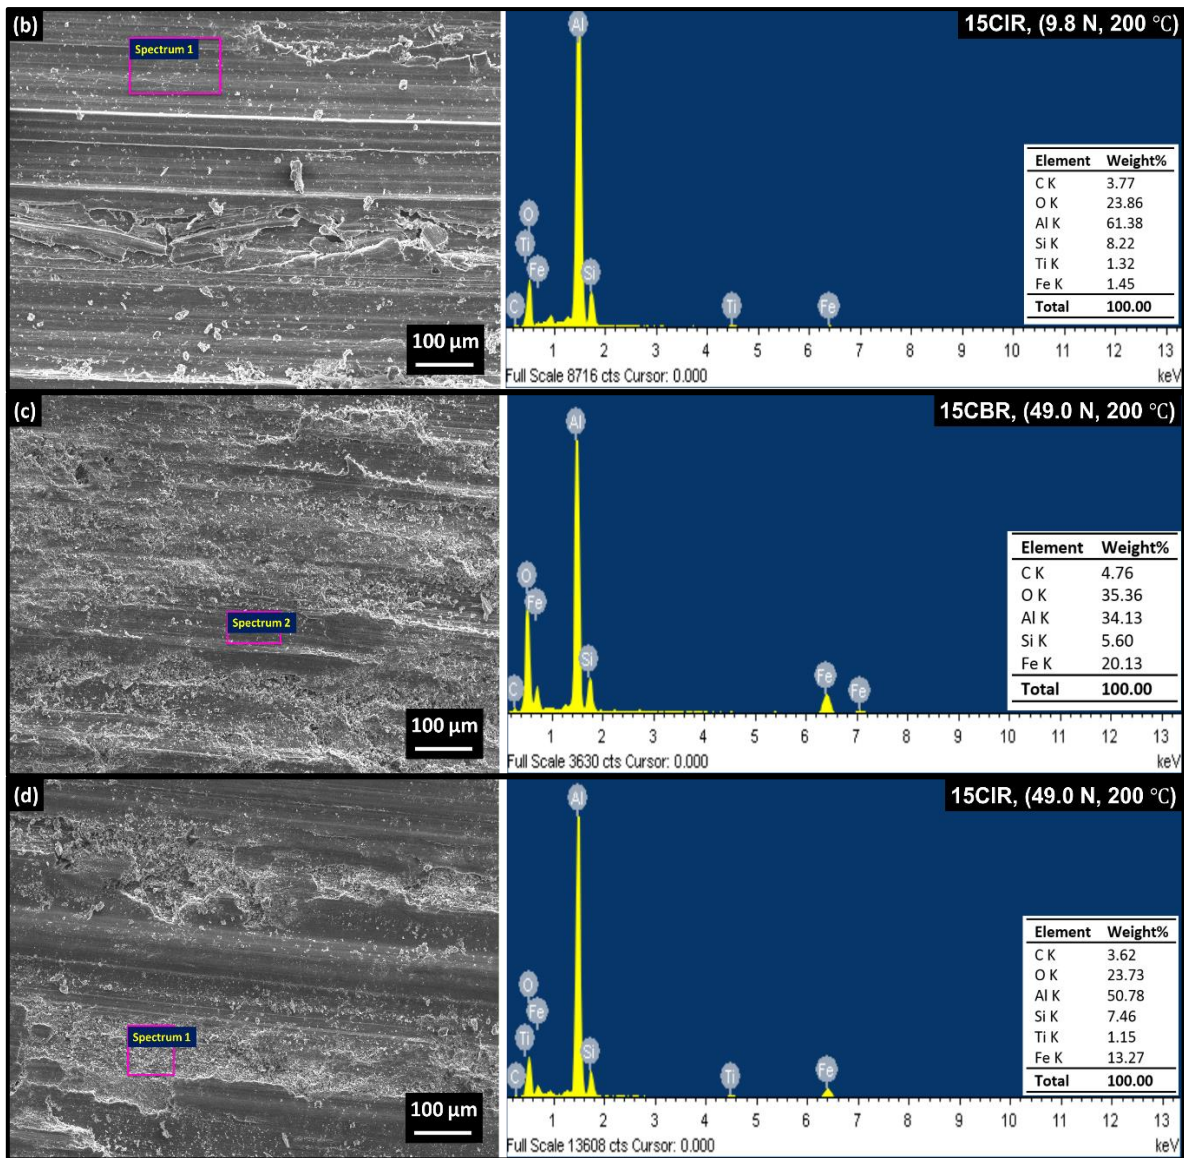 (b)
Spectrum 1
100 µm
15CIR, (9.8 N, 200 ℃)
Al
O
Ti
Fe
Si
C
Ti
Fe
Element Weight%
C K 3.77
O K 23.86
Al K 61.38
Si K 8.22
Ti K 1.32
Fe K 1.45
Total 100.00
1 2 3 4 5 6 7 8 9 10 11 12 13
Full Scale 8716 cts Cursor: 0.000 keV
(c)
Spectrum 2
100 µm
15CBR, (49.0 N, 200 ℃)
Al
O
Fe
Si
C
Fe
Fe
Element Weight%
C K 4.76
O K 35.36
Al K 34.13
Si K 5.60
Fe K 20.13
Total 100.00
1 2 3 4 5 6 7 8 9 10 11 12 13
Full Scale 3630 cts Cursor: 0.000 keV
(d)
Spectrum 1
100 µm
15CIR, (49.0 N, 200 ℃)
Al
O
Fe
Ti
Si
C
Ti
Fe
Element Weight%
C K 3.62
O K 23.73
Al K 50.78
Si K 7.46
Ti K 1.15
Fe K 13.27
Total 100.00
1 2 3 4 5 6 7 8 9 10 11 12 13
Full Scale 13608 cts Cursor: 0.000 keV